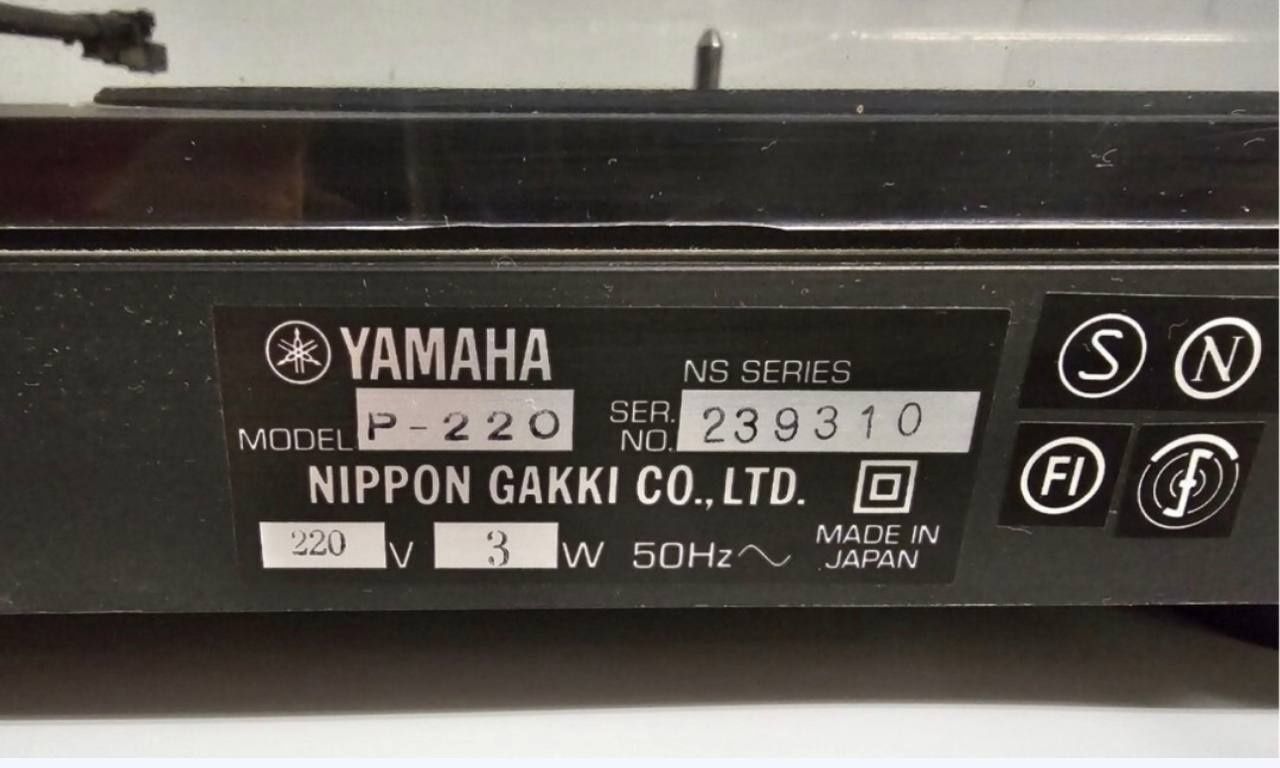 YAMAHA
NS SERIES
MODEL P-220
SER. NO. 239310
NIPPON GAKKI CO., LTD.
220 V 3 W 50Hz~
MADE IN
JAPAN
S N
FI